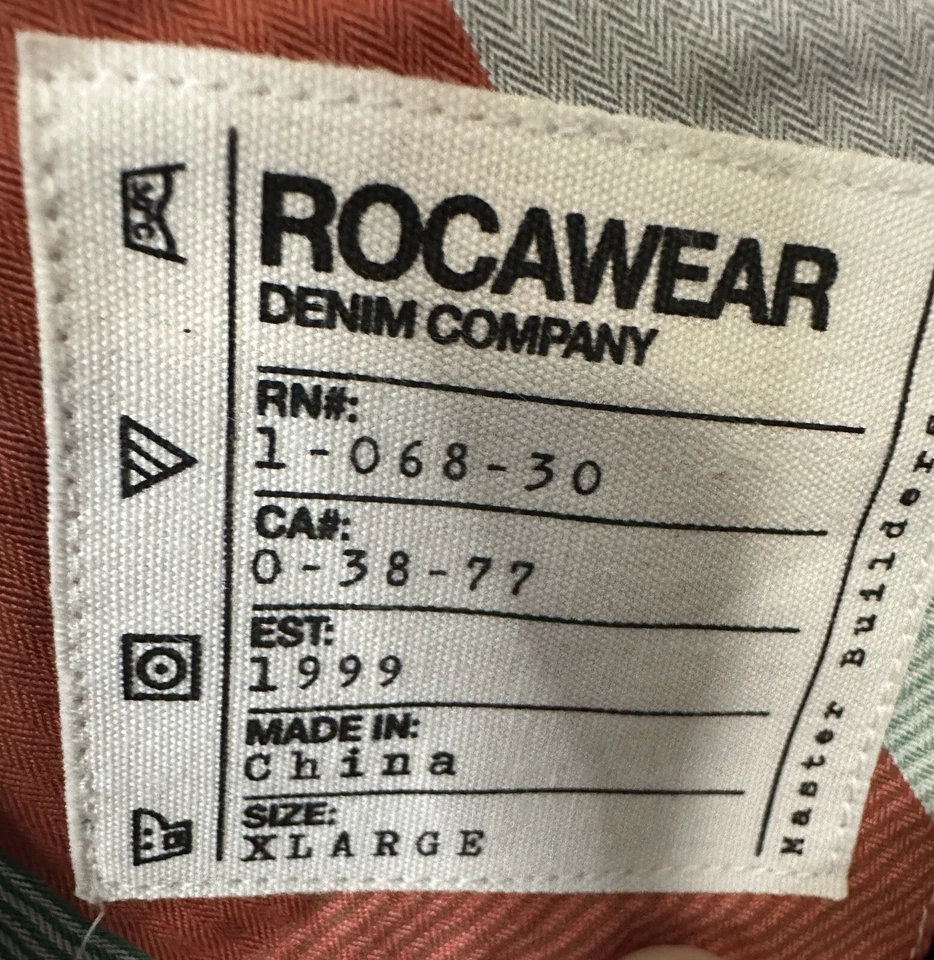 ROCAWEAR
DENIM COMPANY
RN#:
1-068-30
CA#:
0-38-77
EST:
1999
MADE IN:
China
SIZE:
XLARGE
Master Builders